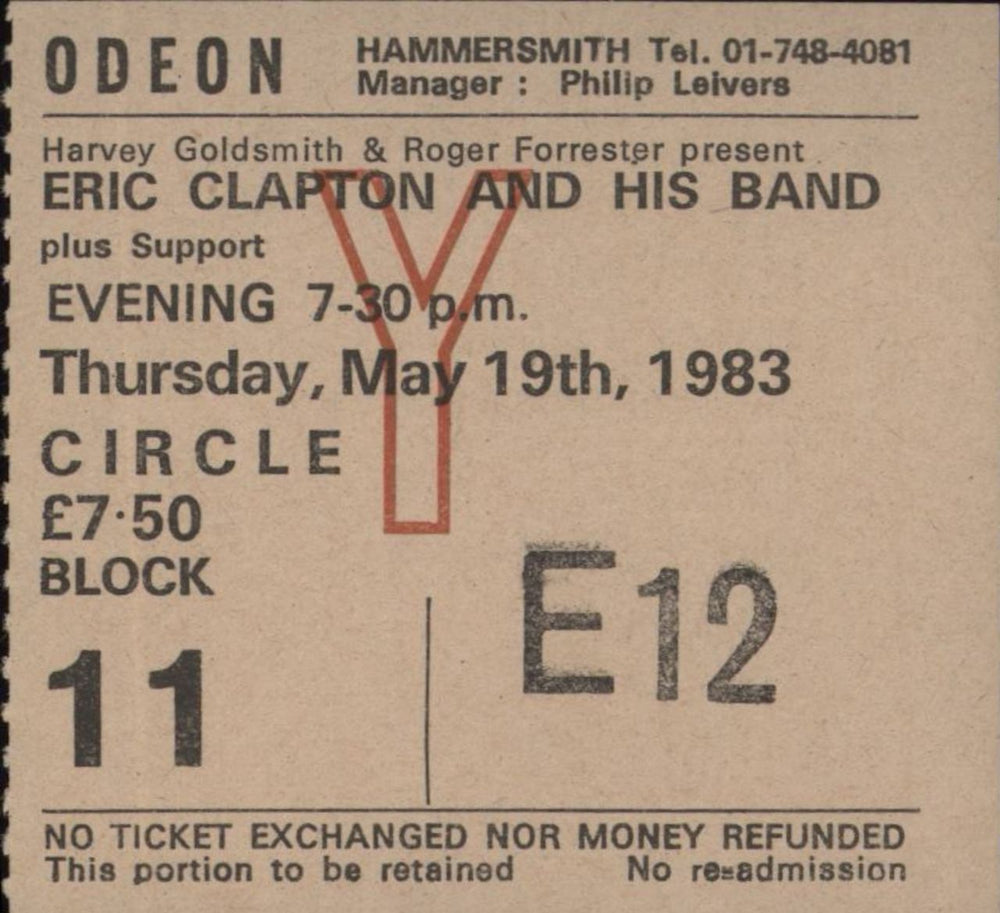 ODEON
HAMMERSMITH Tel. 01-748-4081
Manager : Philip Leivers
Harvey Goldsmith & Roger Forrester present
ERIC CLAPTON AND HIS BAND
plus Support
EVENING 7-30 p.m.
Thursday, May 19th, 1983
Y
CIRCLE
£7·50
BLOCK
11
E12
NO TICKET EXCHANGED NOR MONEY REFUNDED
This portion to be retained No re-admission